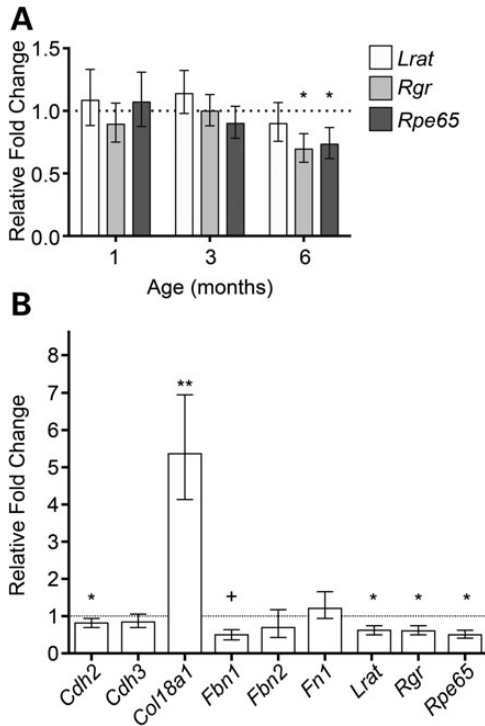 A
Relative Fold Change
1.5
1.0
0.5
0.0
* *
1 3 6
Age (months)
Lrat
Rgr
Rpe65
B
Relative Fold Change
8
7
6
5
4
3
2
1
0
* ** + * * *
Cdh2 Cdh3 Col18a1 Fbn1 Fbn2 Fn1 Lrat Rgr Rpe65